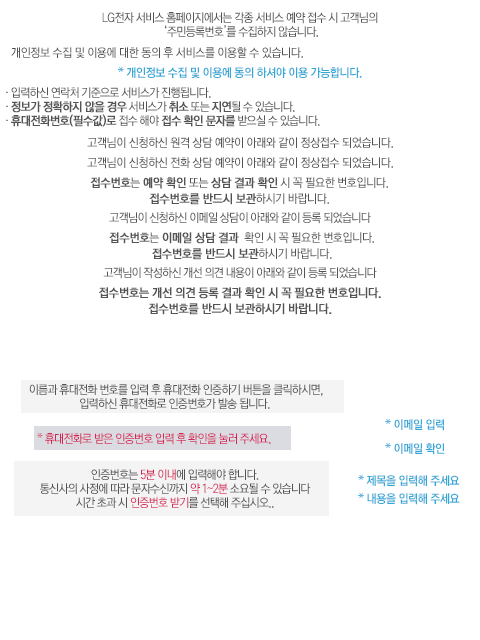 LG전자 서비스 홈페이지에서는 각종 서비스 예약 접수 시 고객님의
'주민등록번호'를 수집하지 않습니다.
개인정보 수집 및 이용에 대한 동의 후 서비스를 이용할 수 있습니다.
* 개인정보 수집 및 이용에 동의 하셔야 이용 가능합니다.
· 입력하신 연락처 기준으로 서비스가 진행됩니다.
· 정보가 정확하지 않을 경우 서비스가 취소 또는 지연될 수 있습니다.
· 휴대전화번호(필수값)로 접수 해야 접수 확인 문자를 받으실 수 있습니다.
고객님이 신청하신 원격 상담 예약이 아래와 같이 정상접수 되었습니다.
고객님이 신청하신 전화 상담 예약이 아래와 같이 정상접수 되었습니다.
접수번호는 예약 확인 또는 상담 결과 확인 시 꼭 필요한 번호입니다.
접수번호를 반드시 보관하시기 바랍니다.
고객님이 신청하신 이메일 상담이 아래와 같이 등록 되었습니다
접수번호는 이메일 상담 결과 확인 시 꼭 필요한 번호입니다.
접수번호를 반드시 보관하시기 바랍니다.
고객님이 작성하신 개선 의견 내용이 아래와 같이 등록 되었습니다
접수번호는 개선 의견 등록 결과 확인 시 꼭 필요한 번호입니다.
접수번호를 반드시 보관하시기 바랍니다.
이름과 휴대전화 번호를 입력 후 휴대전화 인증하기 버튼을 클릭하시면,
입력하신 휴대전화로 인증번호가 발송 됩니다.
* 이메일 입력
* 휴대전화로 받은 인증번호 입력 후 확인을 눌러 주세요.
* 이메일 확인
인증번호는 5분 이내에 입력해야 합니다.
통신사의 사정에 따라 문자수신까지 약 1~2분 소요될 수 있습니다
시간 초과 시 인증번호 받기를 선택해 주십시오..
* 제목을 입력해 주세요
* 내용을 입력해 주세요